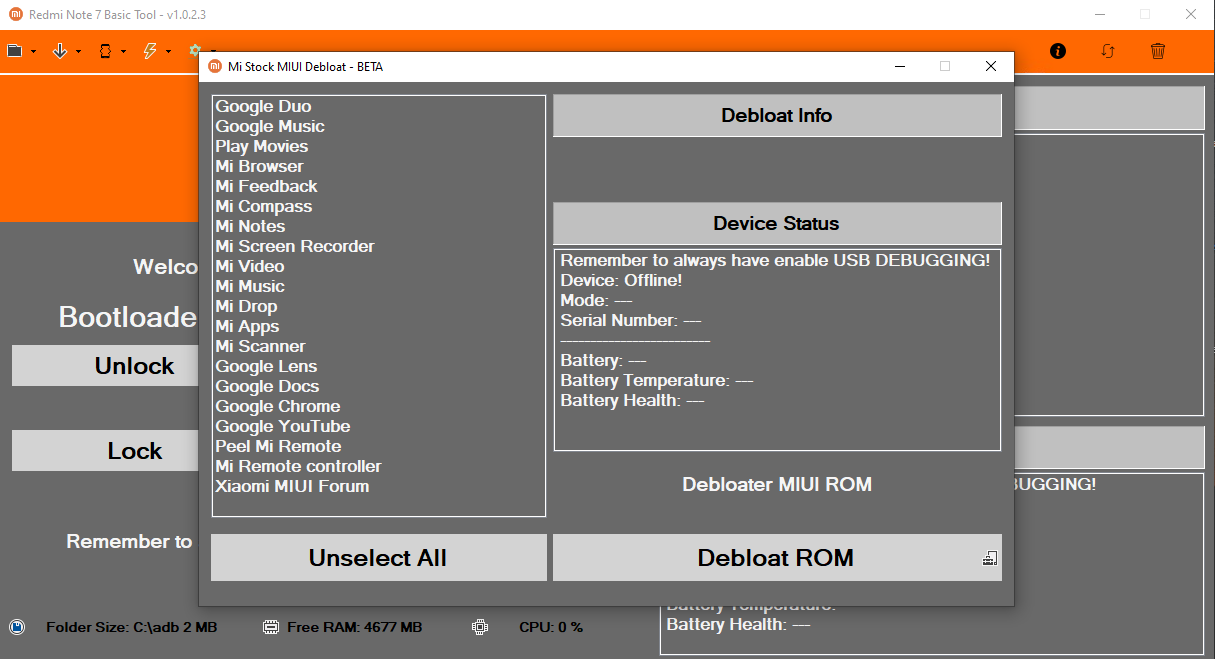 Redmi Note 7 Basic Tool - v1.0.2.3
Mi Stock MIUI Debloat - BETA
Google Duo
Google Music
Play Movies
Mi Browser
Mi Feedback
Mi Compass
Mi Notes
Mi Screen Recorder
Mi Video
Mi Music
Mi Drop
Mi Apps
Mi Scanner
Google Lens
Google Docs
Google Chrome
Google YouTube
Peel Mi Remote
Mi Remote controller
Xiaomi MIUI Forum
Unselect All
Debloat Info
Device Status
Remember to always have enable USB DEBUGGING!
Device: Offline!
Mode: ---
Serial Number: ---
-------------------------
Battery: ---
Battery Temperature: ---
Battery Health: ---
Debloater MIUI ROM
Debloat ROM
Welco
Bootloade
Unlock
Lock
Remember to
BUGGING!
Battery Temperature:
Battery Health: ---
Folder Size: C:\adb 2 MB
Free RAM: 4677 MB
CPU: 0 %